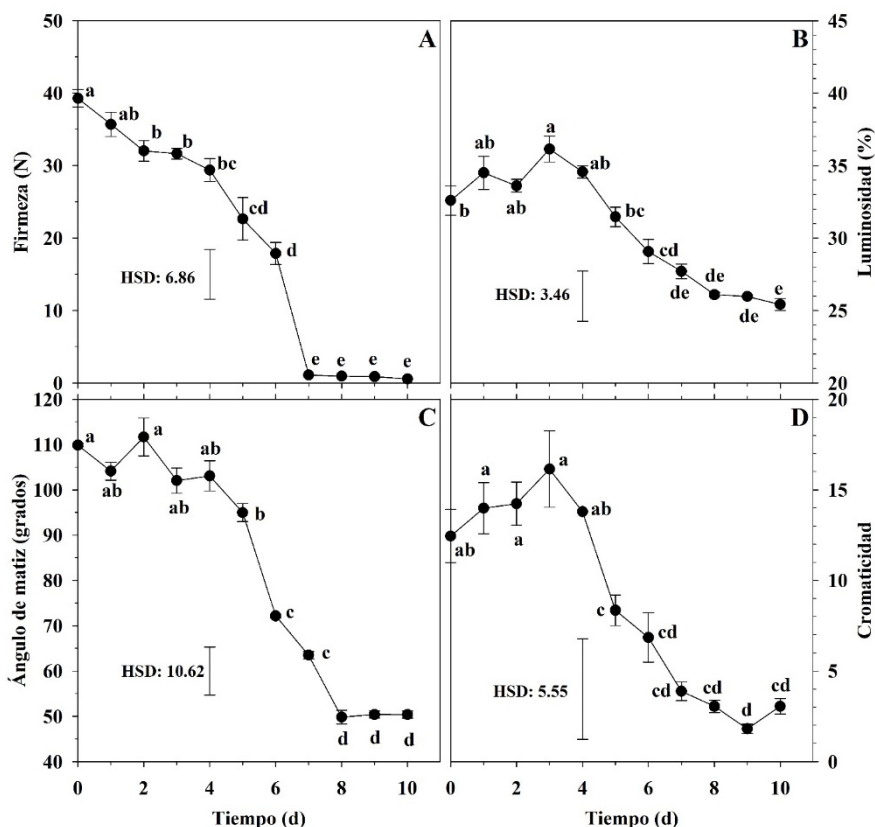 A
Firmeza (N)
50
40
30
20
10
0
a
ab
b
b
bc
cd
d
e
e
e
e
HSD: 6.86
B
Luminosidad (%)
45
40
35
30
25
20
b
ab
ab
a
ab
bc
cd
de
de
de
e
HSD: 3.46
C
Ángulo de matiz (grados)
120
110
100
90
80
70
60
50
40
a
ab
a
ab
ab
b
c
c
d
d
d
HSD: 10.62
0
2
4
6
8
10
Tiempo (d)
D
Cromaticidad
20
15
10
5
0
ab
a
a
a
ab
c
cd
cd
cd
d
cd
HSD: 5.55
0
2
4
6
8
10
Tiempo (d)